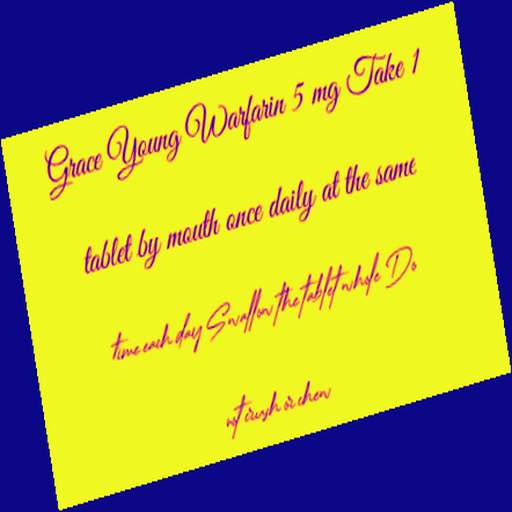 Grace Young Warfarin 5 mg Take 1
tablet by mouth once daily at the same
time each day Swallow the tablet whole Do
not crush or chew